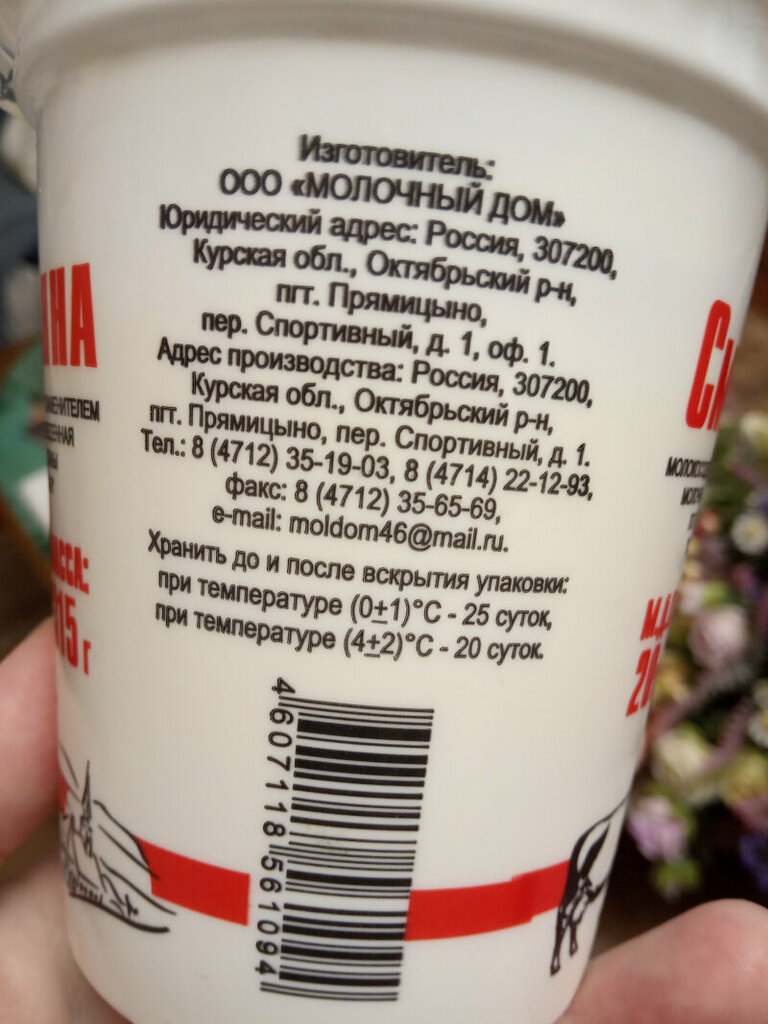 Изготовитель:
ООО «МОЛОЧНЫЙ ДОМ»
Юридический адрес: Россия, 307200,
Курская обл., Октябрьский р-н,
пгт. Прямицыно,
пер. Спортивный, д. 1, оф. 1.
Адрес производства: Россия, 307200,
Курская обл., Октябрьский р-н,
пгт. Прямицыно, пер. Спортивный, д. 1.
Тел.: 8 (4712) 35-19-03, 8 (4714) 22-12-93,
факс: 8 (4712) 35-65-69,
e-mail: moldom46@mail.ru.
Хранить до и после вскрытия упаковки:
при температуре (0±1)°C - 25 суток,
при температуре (4±2)°C - 20 суток.
4 607118 561094